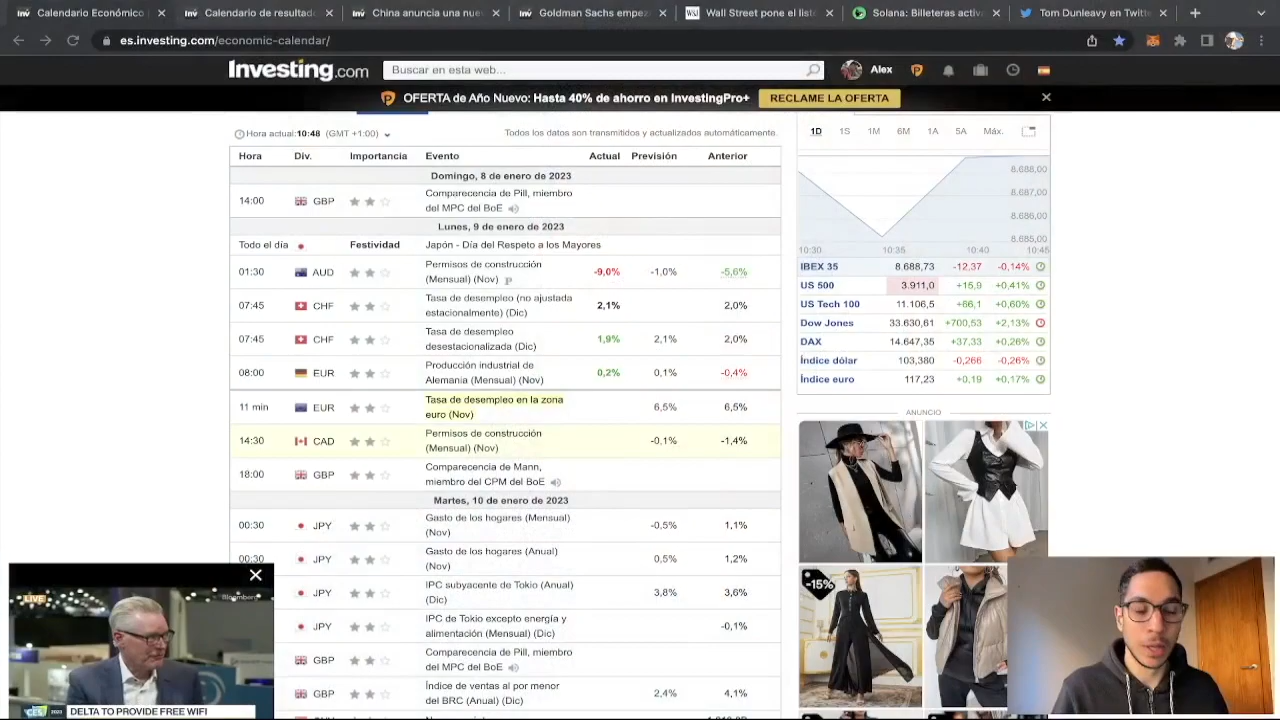 Calendario Económico
Calendario de resultad
China anuncia una nue
Goldman Sachs empez
Wall Street pone el list
Solana: Billeteras activ
Tom Dunleavy en Twitt
es.investing.com/economic-calendar/
Investing.com
Buscar en esta web...
Alex
OFERTA de Año Nuevo: Hasta 40% de ahorro en InvestingPro+
RECLAME LA OFERTA
Hora actual:10:48 (GMT +1:00)
Todos los datos son transmitidos y actualizados automáticamente.
Hora Div. Importancia Evento Actual Previsión Anterior
Domingo, 8 de enero de 2023
14:00 GBP Comparecencia de Pill, miembro
del MPC del BoE
Lunes, 9 de enero de 2023
Todo el día Festividad Japón - Día del Respeto a los Mayores
01:30 AUD Permisos de construcción -9,0% -1,0% -5,6%
(Mensual) (Nov) P
07:45 CHF Tasa de desempleo (no ajustada 2,1% 2,0%
estacionalmente) (Dic)
07:45 CHF Tasa de desempleo 1,9% 2,1% 2,0%
desestacionalizada (Dic)
08:00 EUR Producción industrial de 0,2% 0,1% -0,4%
Alemania (Mensual) (Nov)
11 min EUR Tasa de desempleo en la zona 6,5% 6,5%
euro (Nov)
14:30 CAD Permisos de construcción -0,1% -1,4%
(Mensual) (Nov)
18:00 GBP Comparecencia de Mann,
miembro del CPM del BoE
Martes, 10 de enero de 2023
00:30 JPY Gasto de los hogares (Mensual) -0,5% 1,1%
(Nov)
00:30 JPY Gasto de los hogares (Anual) 0,5% 1,2%
(Nov)
JPY IPC subyacente de Tokio (Anual) 3,8% 3,6%
(Dic)
JPY IPC de Tokio excepto energía y -0,1%
alimentación (Mensual) (Dic)
GBP Comparecencia de Pill, miembro
del MPC del BoE
GBP Índice de ventas al por menor 2,4% 4,1%
del BRC (Anual) (Dic)
1D 1S 1M 6M 1A 5A Máx.
8.688,00
8.687,00
8.686,00
8.685,00
10:30 10:35 10:40 10:45
IBEX 35 8.688,73 -12,37 -0,14%
US 500 3.911,0 +15,9 +0,41%
US Tech 100 11.106,5 +66,1 +0,60%
Dow Jones 33.630,61 +700,53 +2,13%
DAX 14.647,35 +37,33 +0,26%
Índice dólar 103,380 -0,266 -0,26%
Índice euro 117,23 +0,19 +0,17%
ANUNCIO
-15%
LIVE
Bloomberg
CES 2023 DELTA TO PROVIDE FREE WIFI